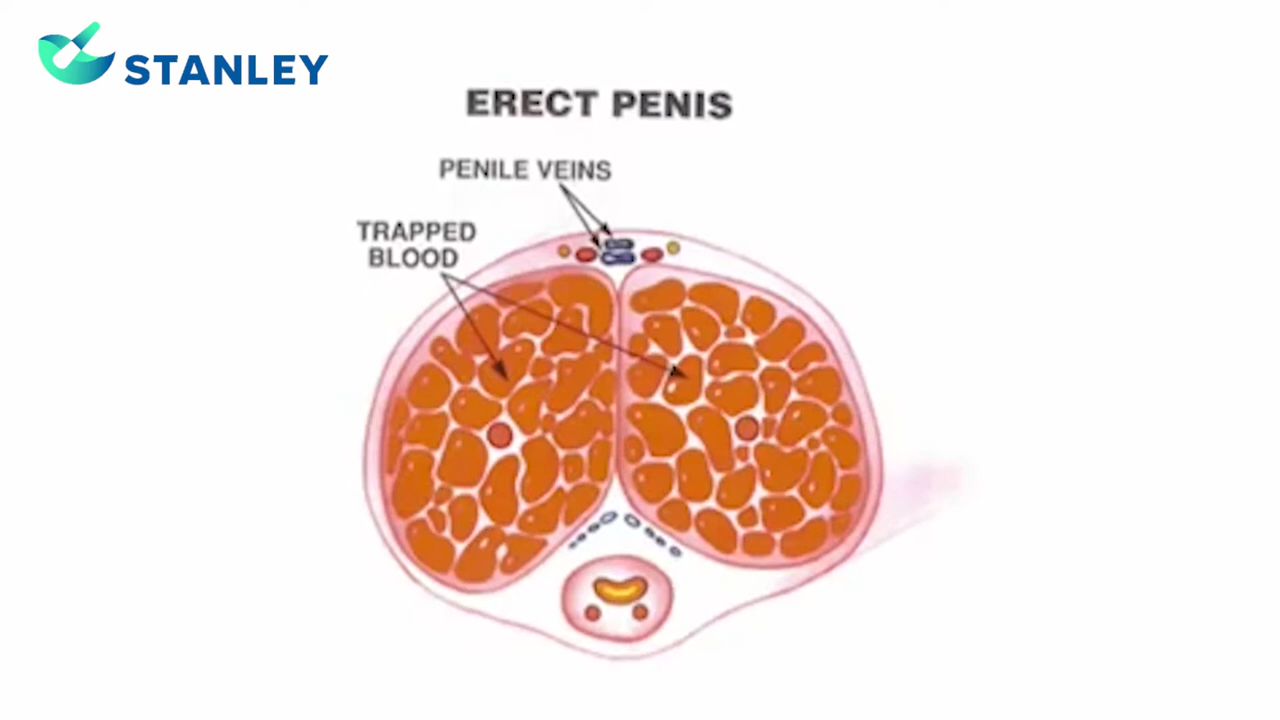 STANLEY
ERECT PENIS
PENILE VEINS
TRAPPED
BLOOD